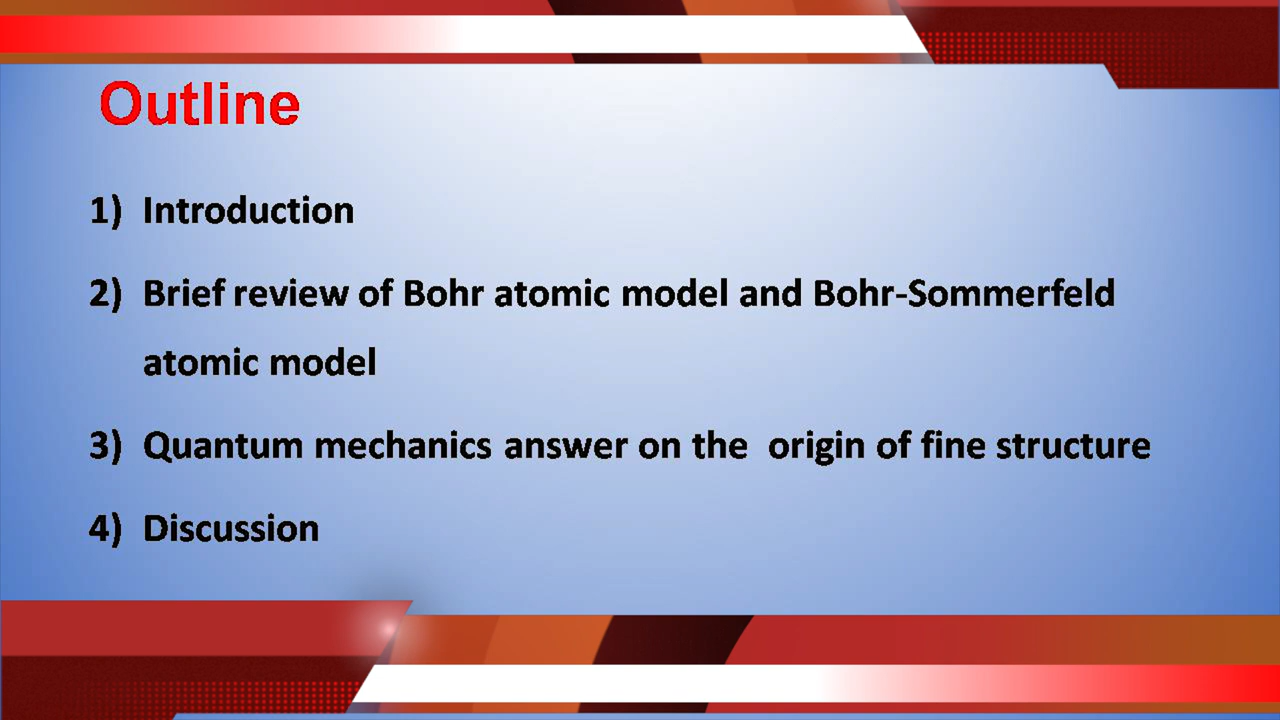 Outline
1) Introduction
2) Brief review of Bohr atomic model and Bohr-Sommerfeld
atomic model
3) Quantum mechanics answer on the  origin of fine structure
4) Discussion